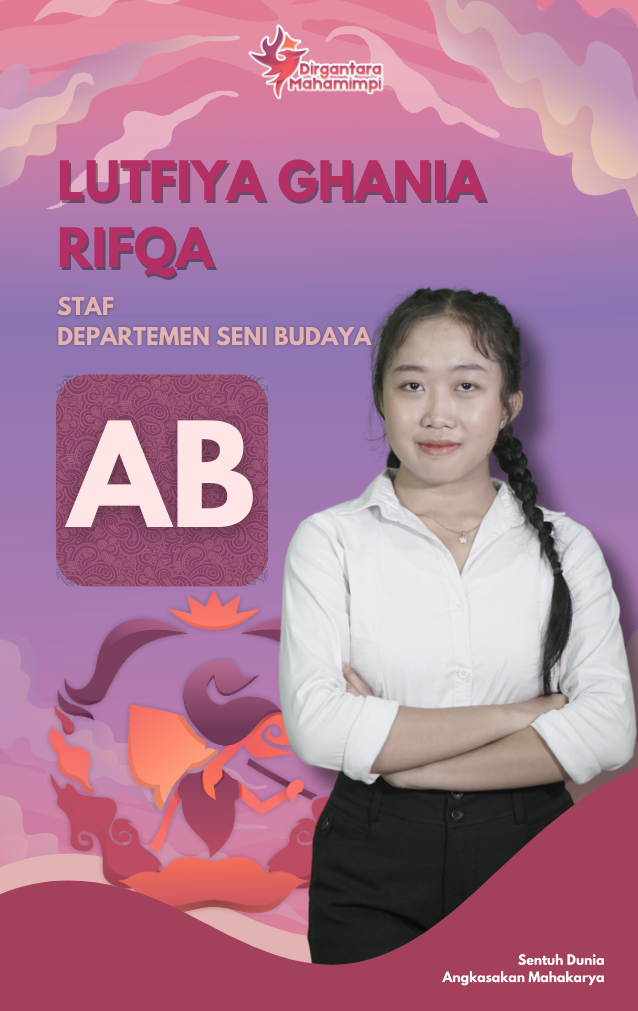 Dirgantara
Mahamimpi
LUTFIYA GHANIA
RIFQA
STAF
DEPARTEMEN SENI BUDAYA
AB
Sentuh Dunia
Angkasakan Mahakarya